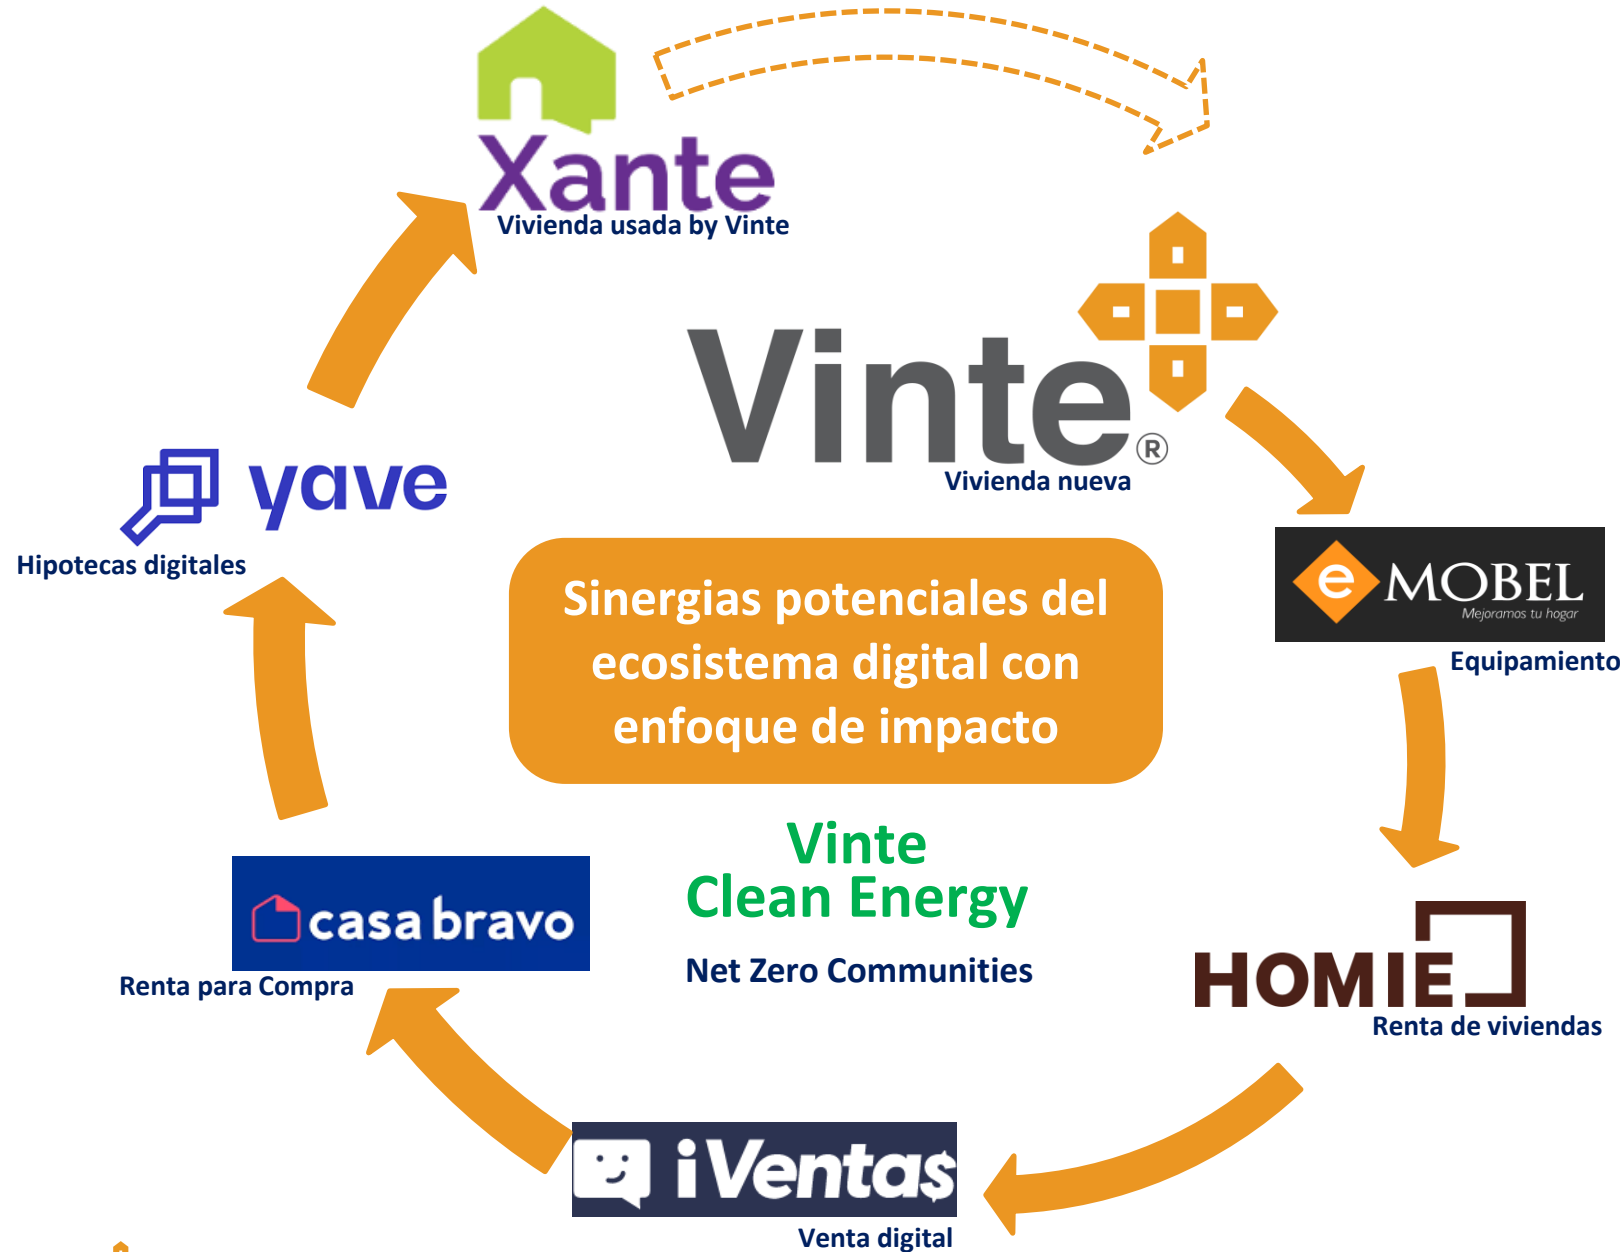 Xante
Vivienda usada by Vinte
Vinte®
Vivienda nueva
yave
Hipotecas digitales
e MOBEL
Mejoramos tu hogar
Equipamiento
Sinergias potenciales del
ecosistema digital con
enfoque de impacto
Vinte
Clean Energy
Net Zero Communities
casa bravo
Renta para Compra
HOMIE
Renta de viviendas
iVentas
Venta digital